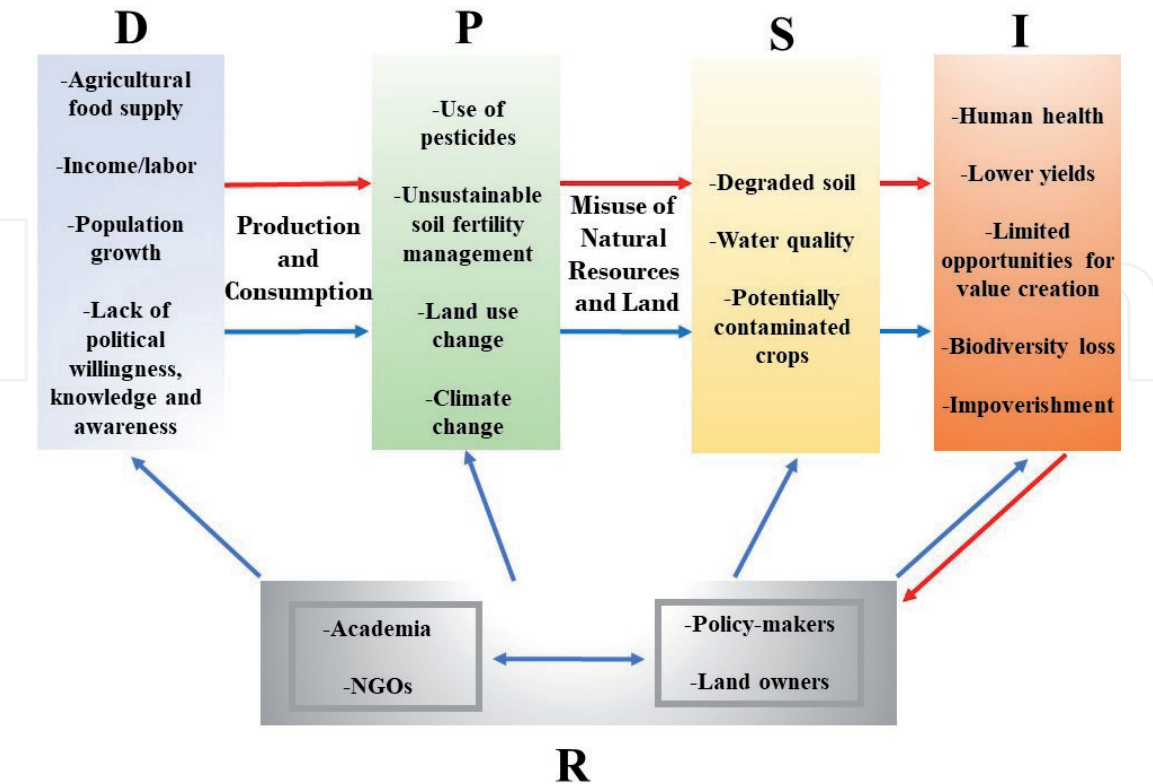 D
-Agricultural
food supply
-Income/labor
-Population
growth
-Lack of
political
willingness,
knowledge and
awareness
Production
and
Consumption
P
-Use of
pesticides
-Unsustainable
soil fertility
management
-Land use
change
-Climate
change
Misuse of
Natural
Resources
and Land
S
-Degraded soil
-Water quality
-Potentially
contaminated
crops
I
-Human health
-Lower yields
-Limited
opportunities for
value creation
-Biodiversity loss
-Impoverishment
-Academia
-NGOs
-Policy-makers
-Land owners
R